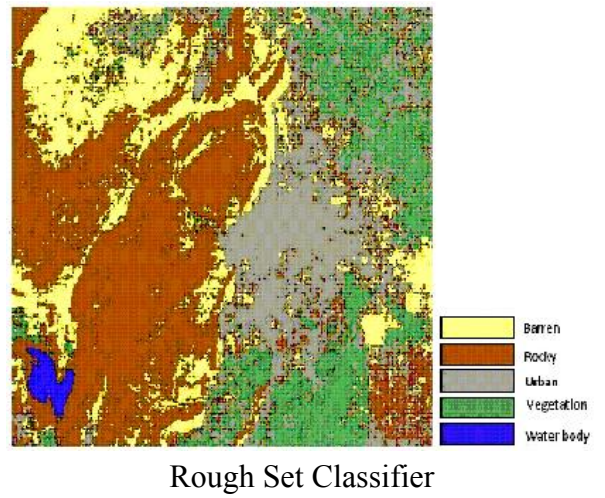 Barren
Rocky
Urban
Vegetation
Water body
Rough Set Classifier